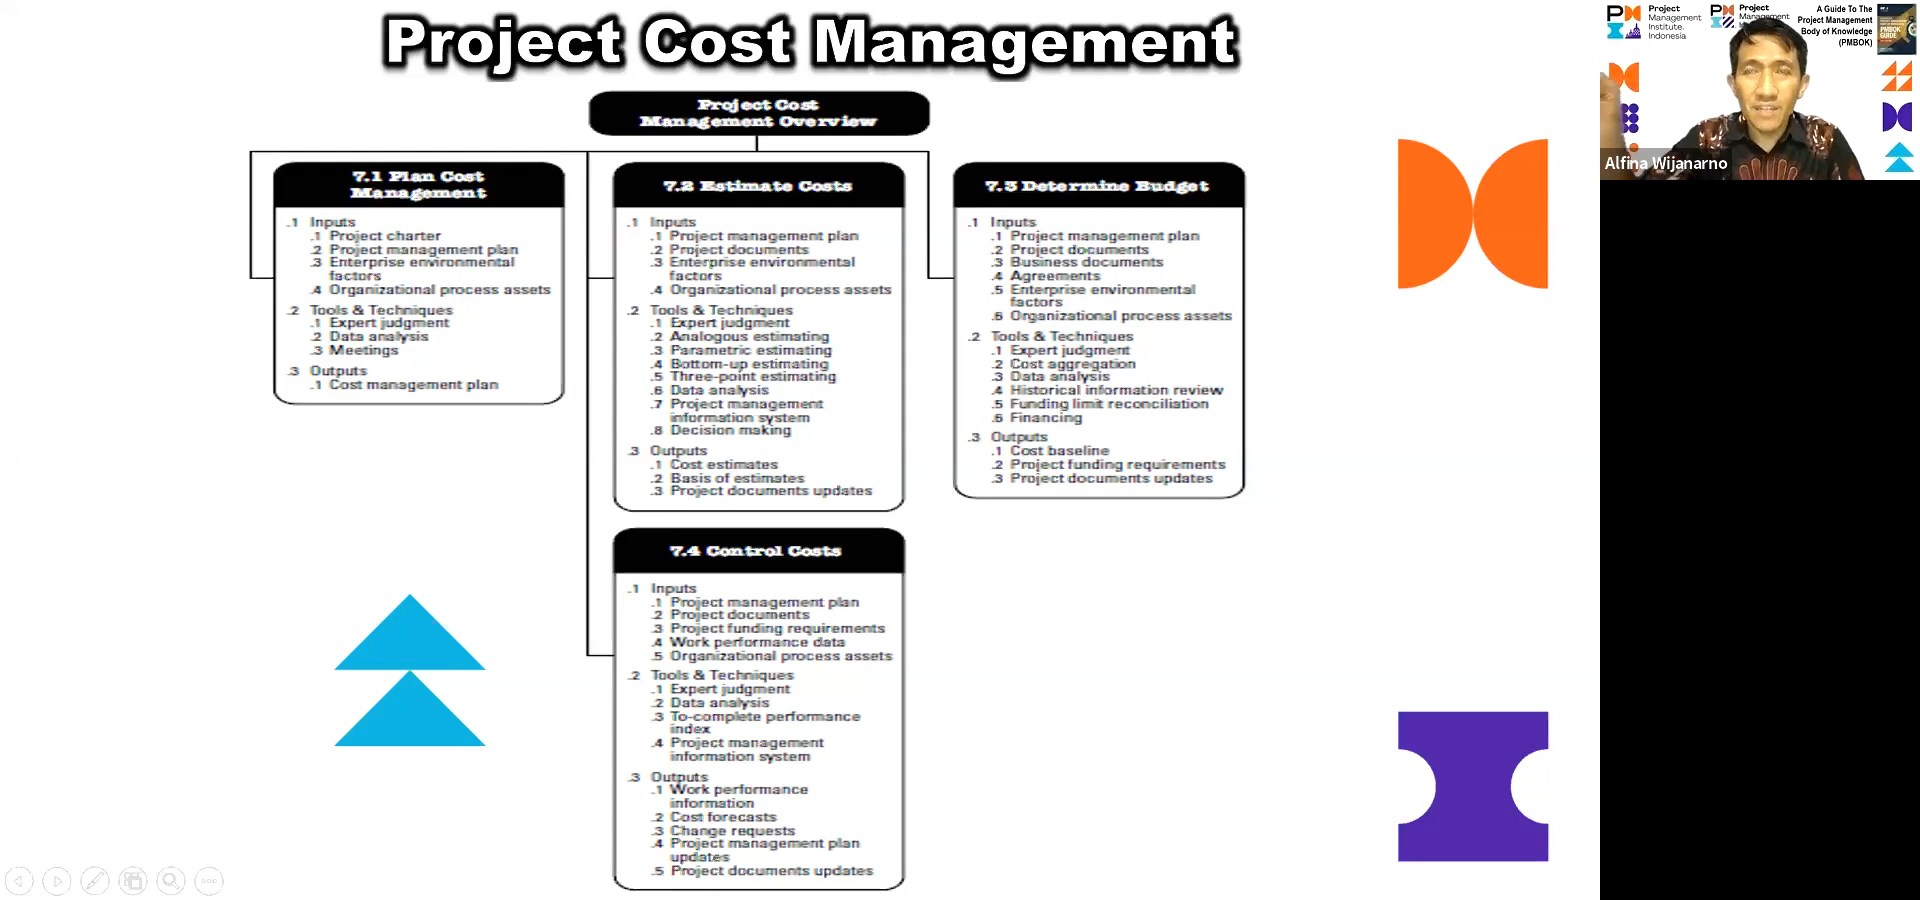 Project Cost Management
Project Cost
Management Overview
7.1 Plan Cost
Management
.1 Inputs
.1 Project charter
.2 Project management plan
.3 Enterprise environmental
factors
.4 Organizational process assets
.2 Tools & Techniques
.1 Expert judgment
.2 Data analysis
.3 Meetings
.3 Outputs
.1 Cost management plan
7.2 Estimate Costs
.1 Inputs
.1 Project management plan
.2 Project documents
.3 Enterprise environmental
factors
.4 Organizational process assets
.2 Tools & Techniques
.1 Expert judgment
.2 Analogous estimating
.3 Parametric estimating
.4 Bottom-up estimating
.5 Three-point estimating
.6 Data analysis
.7 Project management
information system
.8 Decision making
.3 Outputs
.1 Cost estimates
.2 Basis of estimates
.3 Project documents updates
7.3 Determine Budget
.1 Inputs
.1 Project management plan
.2 Project documents
.3 Business documents
.4 Agreements
.5 Enterprise environmental
factors
.6 Organizational process assets
.2 Tools & Techniques
.1 Expert judgment
.2 Cost aggregation
.3 Data analysis
.4 Historical information review
.5 Funding limit reconciliation
.6 Financing
.3 Outputs
.1 Cost baseline
.2 Project funding requirements
.3 Project documents updates
7.4 Control Costs
.1 Inputs
.1 Project management plan
.2 Project documents
.3 Project funding requirements
.4 Work performance data
.5 Organizational process assets
.2 Tools & Techniques
.1 Expert judgment
.2 Data analysis
.3 To-complete performance
index
.4 Project management
information system
.3 Outputs
.1 Work performance
information
.2 Cost forecasts
.3 Change requests
.4 Project management plan
updates
.5 Project documents updates
Project
Management
Institute.
Indonesia
Project
A Guide To The
Project Management
Body of Knowledge
(PMBOK)
PMBOK
GUIDE
Alfina Wijanarno